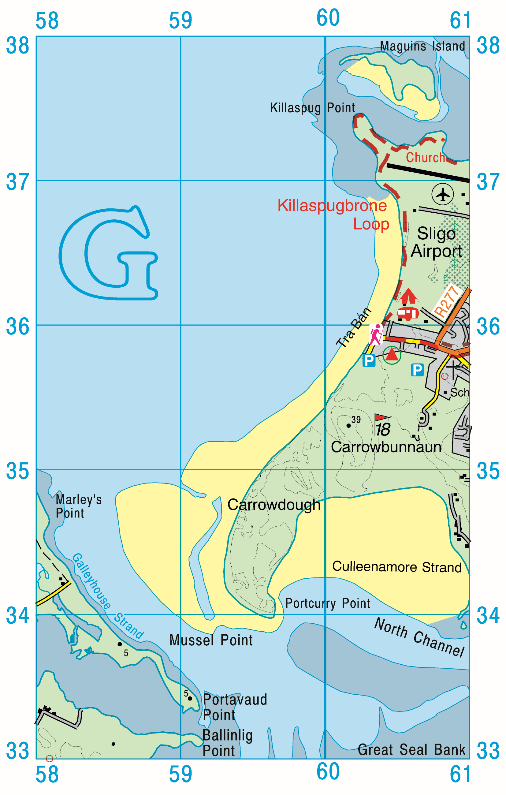 58 59 60 61
38 Maguins Island 38
Killaspug Point
Church
37 37
Killaspugbrone
Loop
G
Sligo
Airport
R277
Tra Bán
36 36
P
P
Sch
39
18
Carrowbunnaun
35 35
Marley's
Point
Carrowdough
Galleyhouse Strand
Culleenamore Strand
34 Portcurry Point 34
Mussel Point
North Channel
5
5
Portavaud
Point
Ballinlig
Point
Great Seal Bank
33 33
58 59 60 61